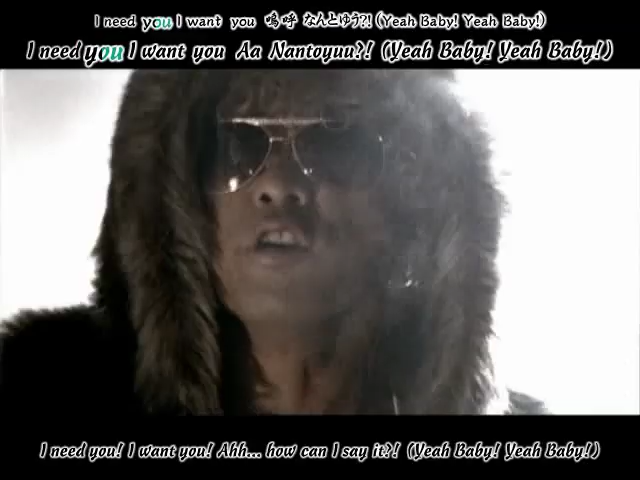 I need you I want you 嗚呼 なんとゆう?! (Yeah Baby! Yeah Baby!)
I need you I want you Aa Nantoyuu?! (Yeah Baby! Yeah Baby!)
I need you! I want you! Ahh... how can I say it?! (Yeah Baby! Yeah Baby!)